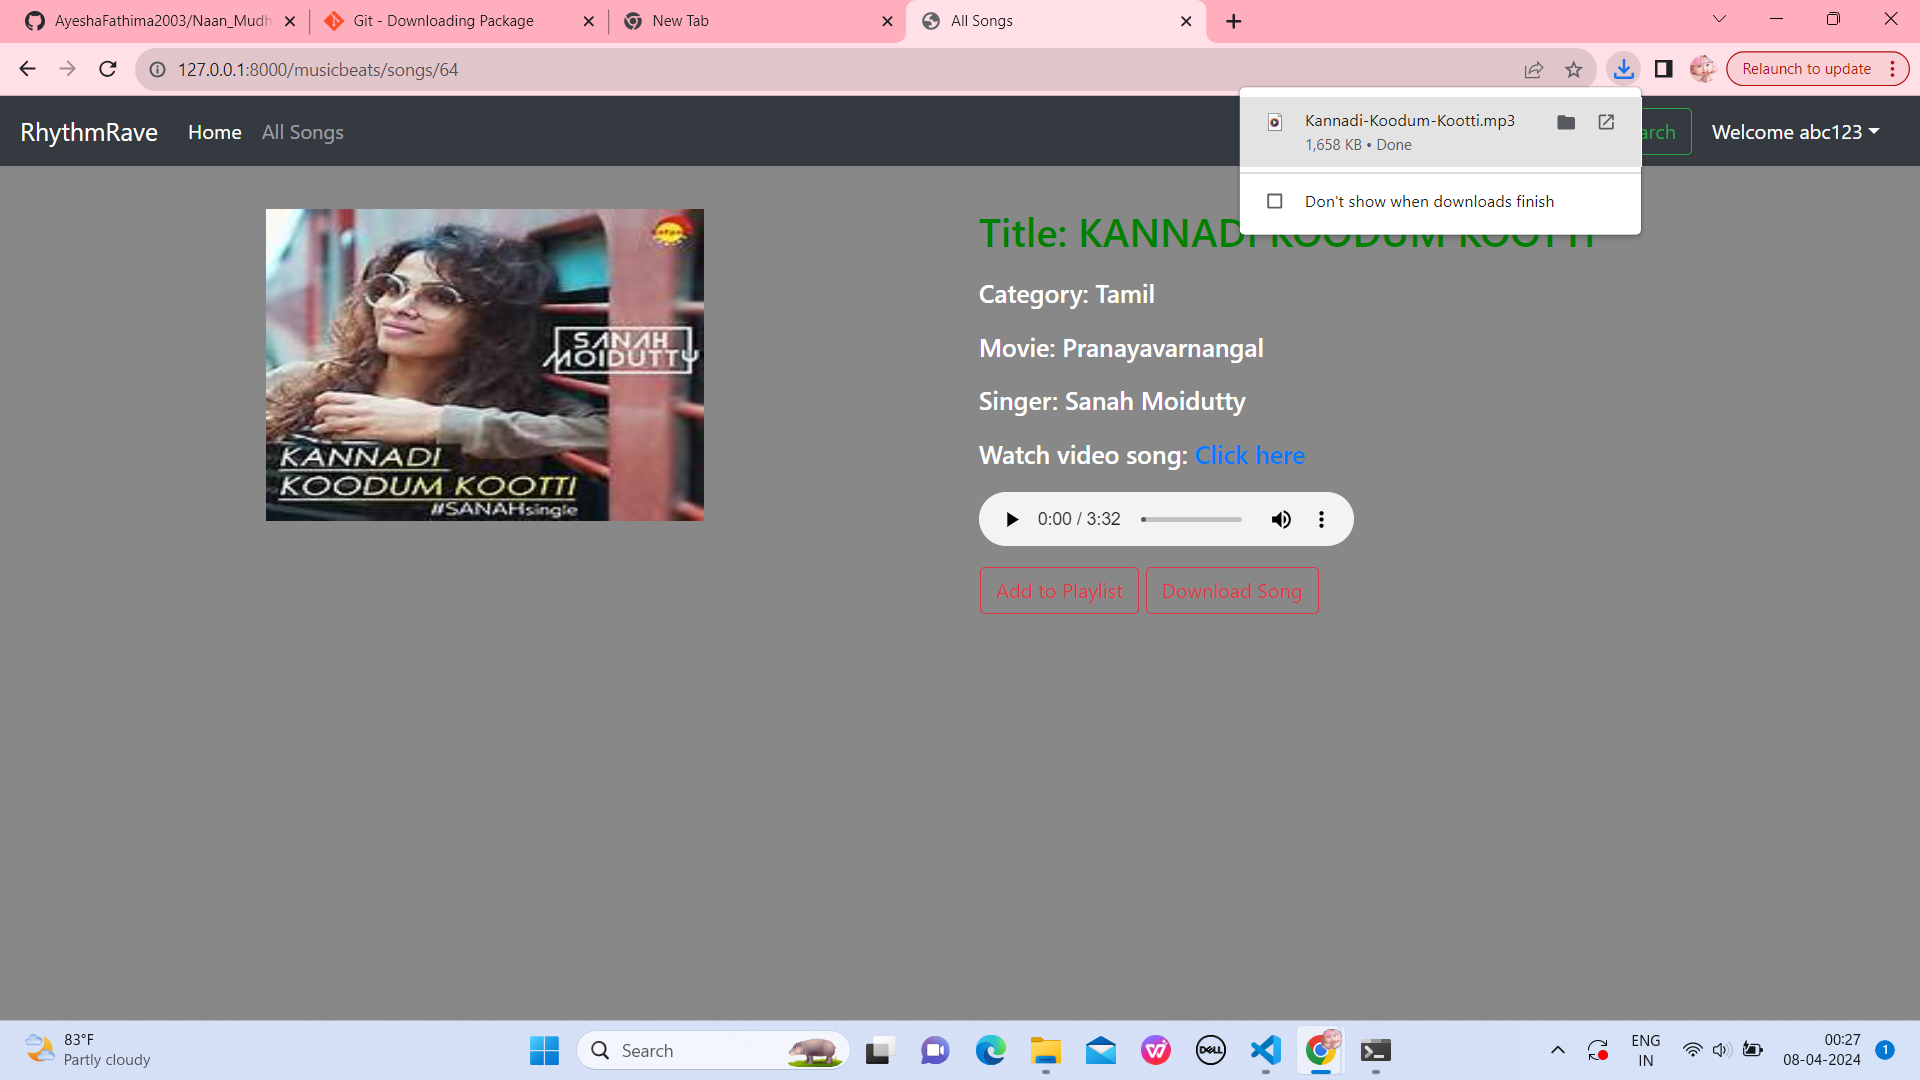 AyeshaFathima2003/Naan_Mudh
Git - Downloading Package
New Tab
All Songs
127.0.0.1:8000/musicbeats/songs/64
Relaunch to update
Kannadi-Koodum-Kootti.mp3
1,658 KB • Done
Don't show when downloads finish
RhythmRave
Home
All Songs
arch
Welcome abc123
Title: KANNADI KOODUM KOOTTI
SANAH
MOIDUTTY
KANNADI
KOODUM KOOTTI
#SANAHsingle
Category: Tamil
Movie: Pranayavarnangal
Singer: Sanah Moidutty
Watch video song: Click here
0:00 / 3:32
Add to Playlist
Download Song
83°F
Partly cloudy
Search
DELL
ENG
IN
00:27
08-04-2024
1